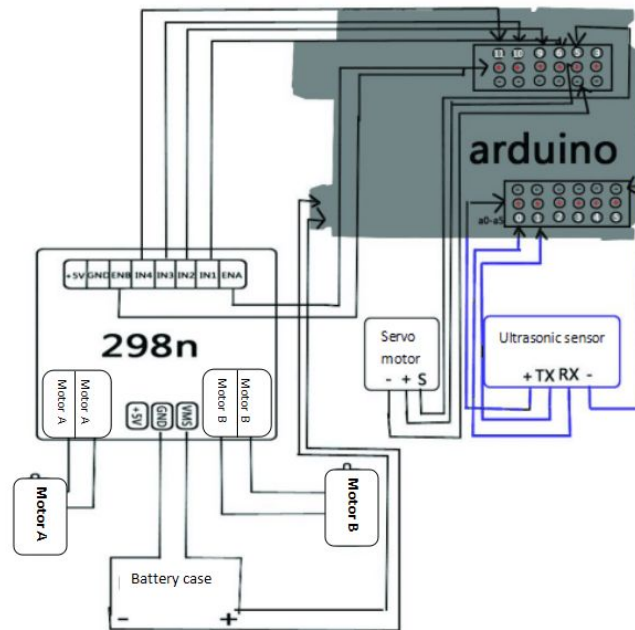 11 10 9 6 5 3
arduino
a0-a5
+5V GND ENB IN4 IN3 IN2 IN1 ENA
298n
Motor A
Motor A
+5V
GND
VMS
Motor B
Motor B
Servo
motor
- + S
Ultrasonic sensor
+ TX RX -
Motor A
Motor B
Battery case
- +